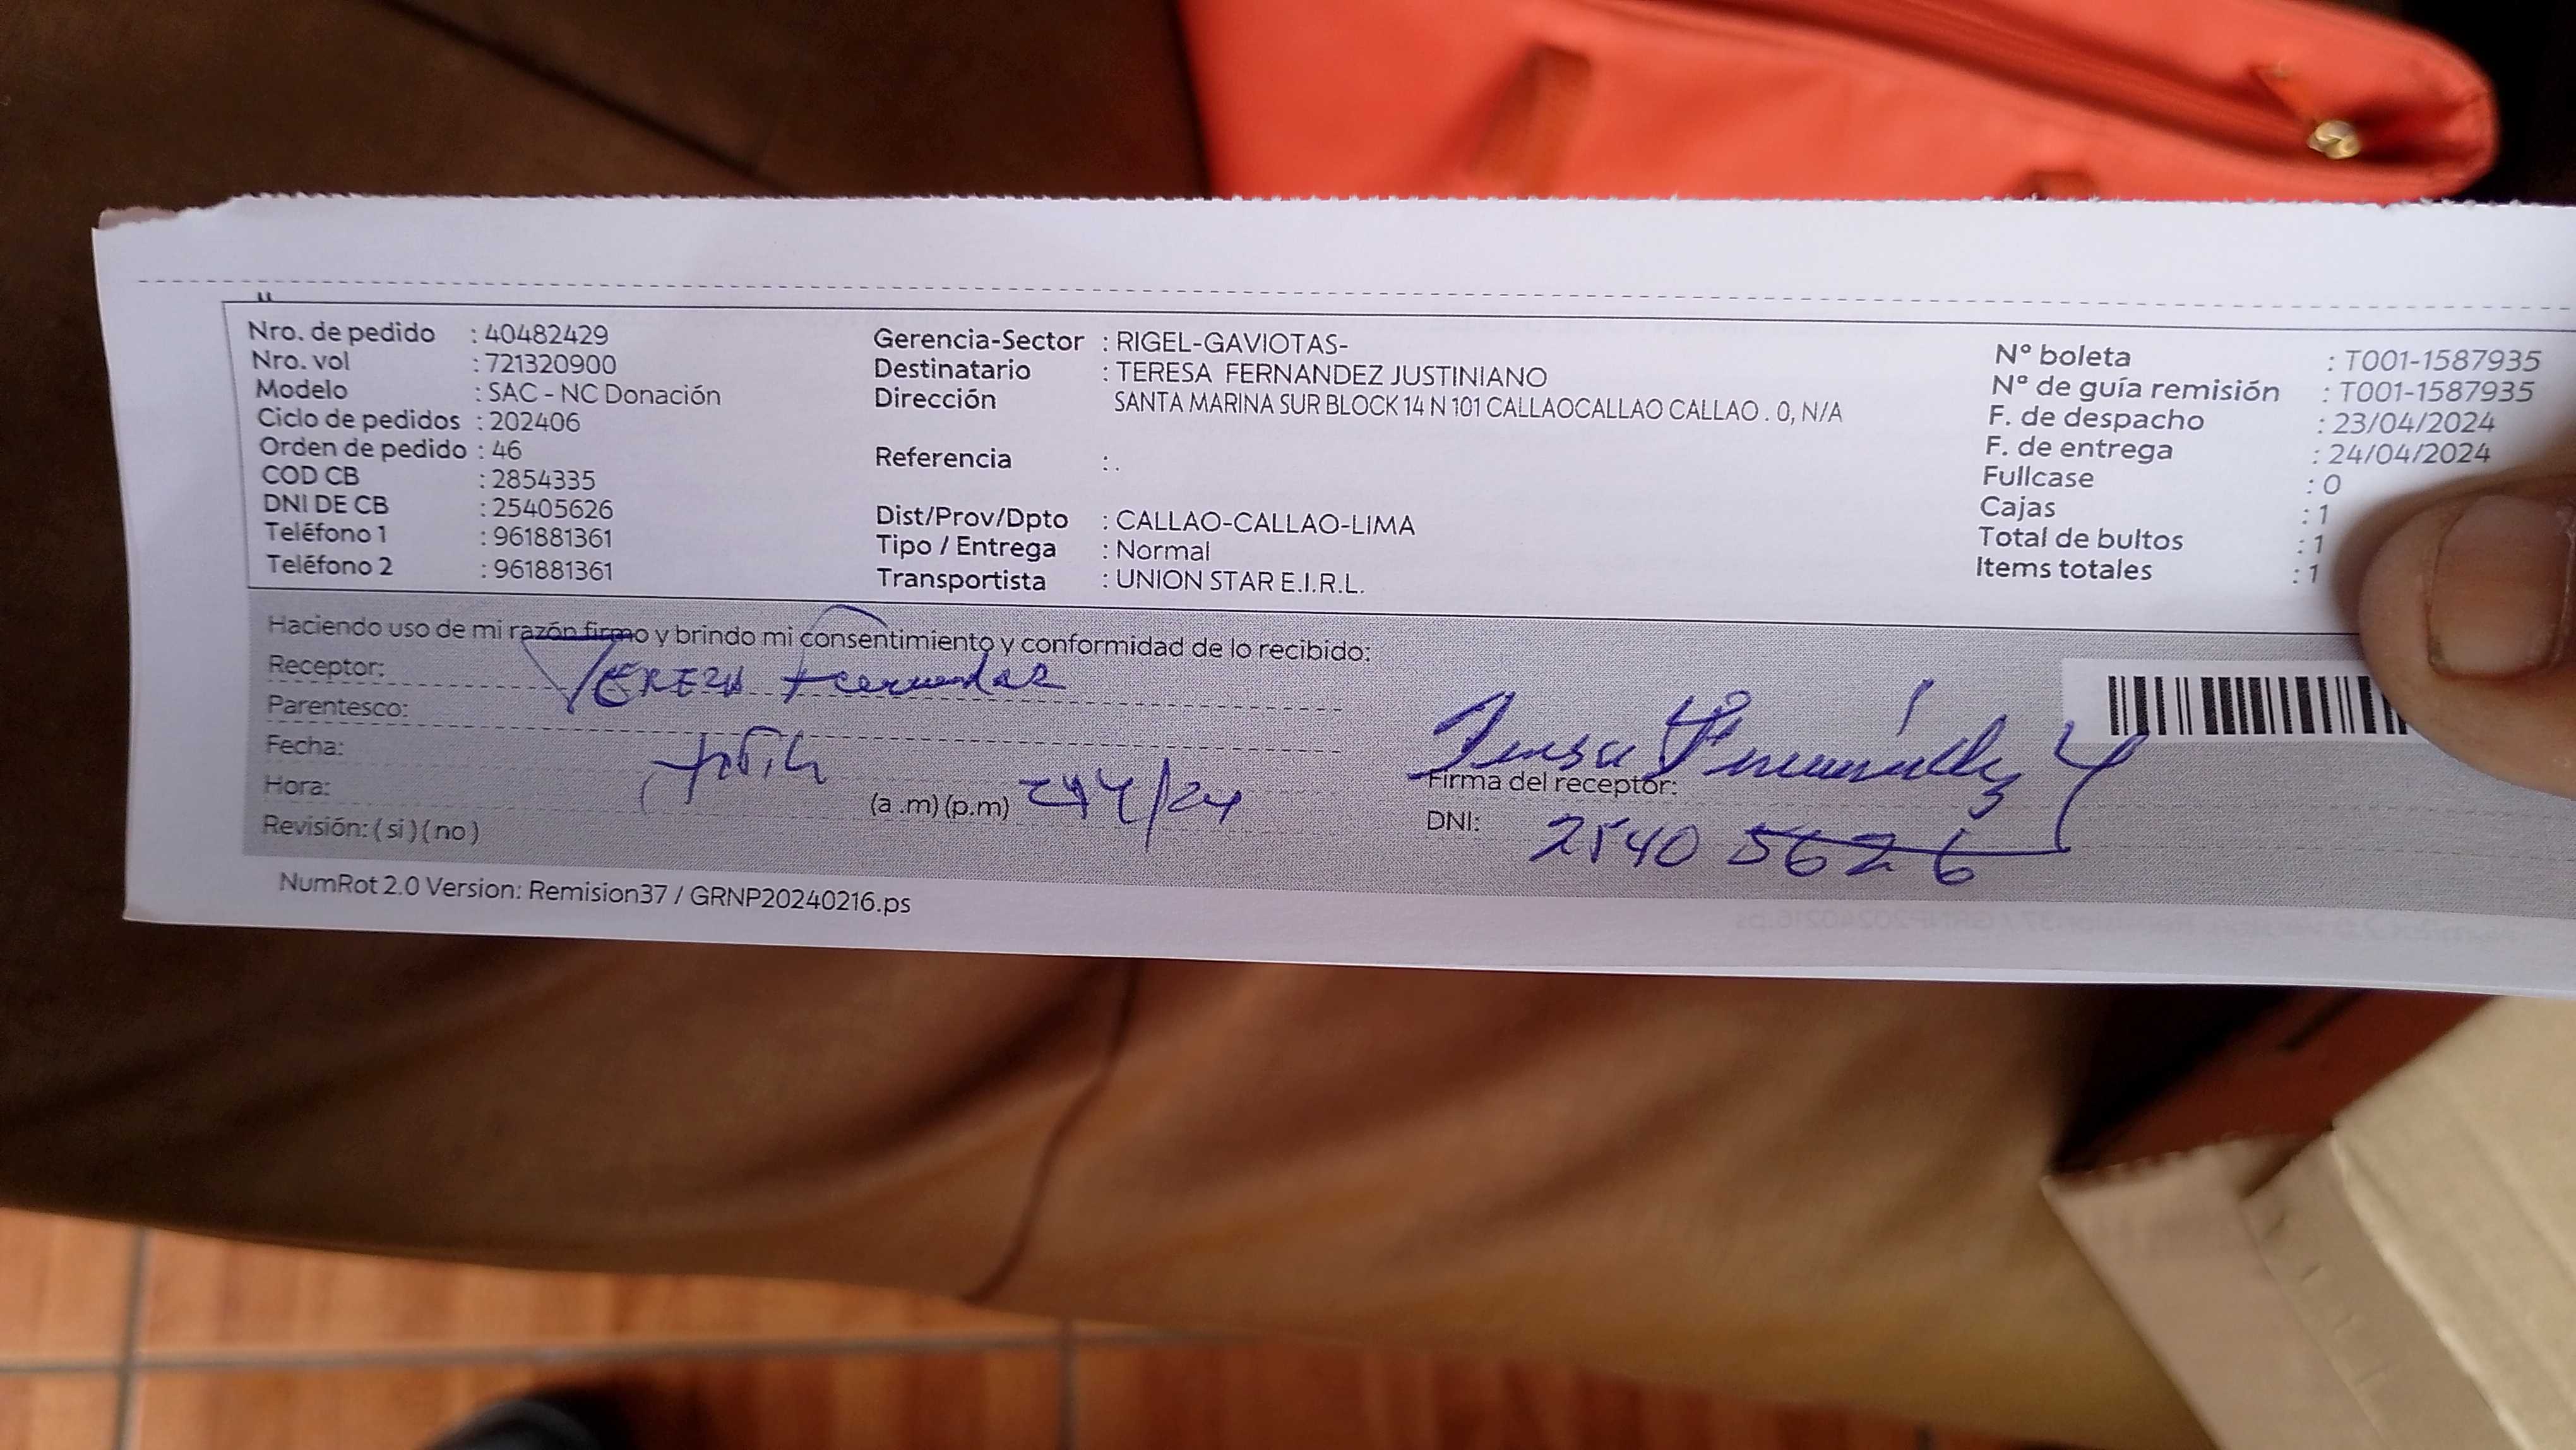 Nro. de pedido : 40482429
Nro. vol : 721320900
Modelo : SAC - NC Donación
Ciclo de pedidos : 202406
Orden de pedido : 46
COD CB : 2854335
DNI DE CB : 25405626
Teléfono 1 : 961881361
Teléfono 2 : 961881361
Gerencia-Sector : RIGEL-GAVIOTAS-
Destinatario : TERESA FERNANDEZ JUSTINIANO
Dirección SANTA MARINA SUR BLOCK 14 N 101 CALLAOCALLAO CALLAO . 0, N/A
Referencia : .
Dist/Prov/Dpto : CALLAO-CALLAO-LIMA
Tipo / Entrega : Normal
Transportista : UNION STAR E.I.R.L.
N° boleta : T001-1587935
N° de guía remisión : T001-1587935
F. de despacho : 23/04/2024
F. de entrega : 24/04/2024
Fullcase : 0
Cajas : 1
Total de bultos : 1
Items totales : 1
Haciendo uso de mi razón firmo y brindo mi consentimiento y conformidad de lo recibido:
Receptor: TEREZA Fernandez
Parentesco:
Fecha:
Hora: (a .m) (p.m)
Revisión: ( si ) ( no )
Teresa Fernández
Firma del receptor:
DNI: 2540 5626
NumRot 2.0 Version: Remision37 / GRNP20240216.ps